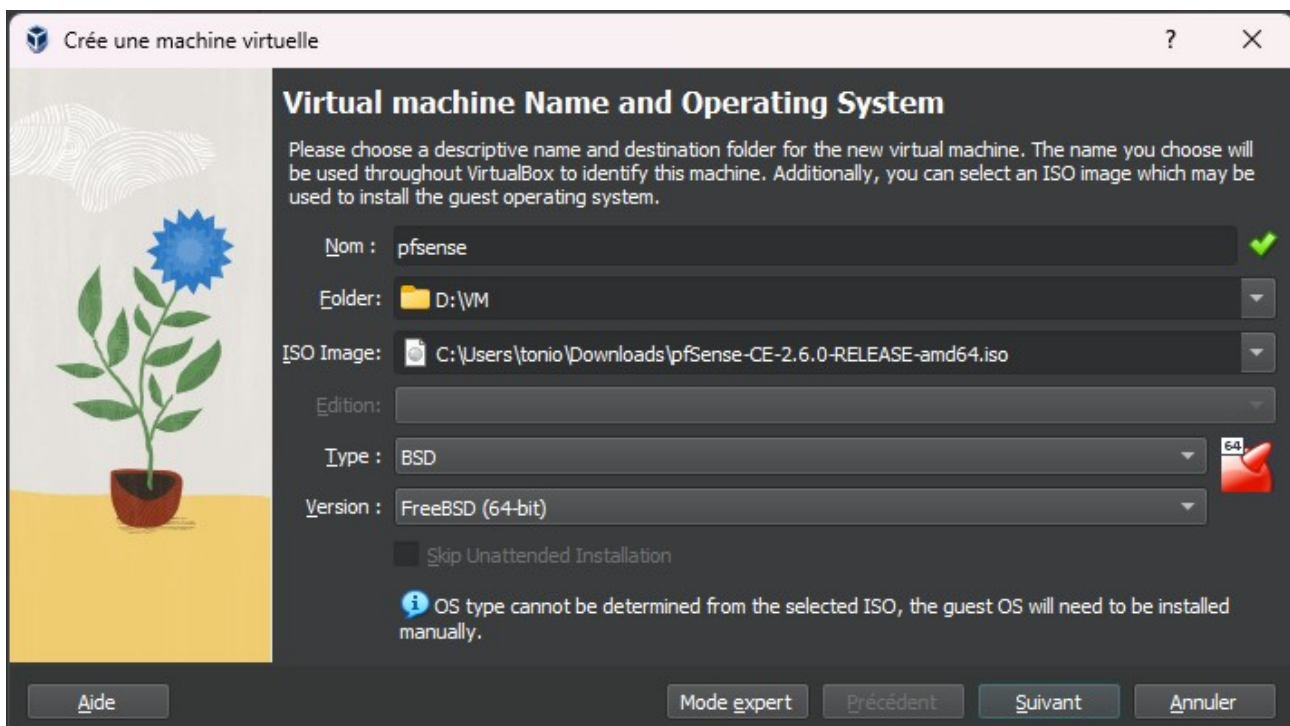 Crée une machine virtuelle
?
Virtual machine Name and Operating System
Please choose a descriptive name and destination folder for the new virtual machine. The name you choose will
be used throughout VirtualBox to identify this machine. Additionally, you can select an ISO image which may be
used to install the guest operating system.
Nom : pfsense
Folder: D:\VM
ISO Image: C:\Users\tonio\Downloads\pfSense-CE-2.6.0-RELEASE-amd64.iso
Edition:
Type : BSD
64
Version : FreeBSD (64-bit)
Skip Unattended Installation
OS type cannot be determined from the selected ISO, the guest OS will need to be installed
manually.
Aide Mode expert Précédent Suivant Annuler